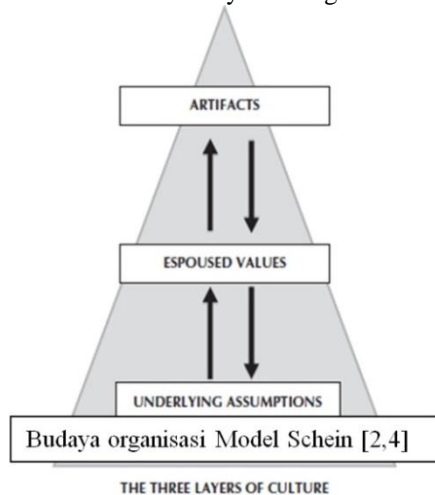 ARTIFACTS
ESPOUSED VALUES
UNDERLYING ASSUMPTIONS
Budaya organisasi Model Schein [2,4]
THE THREE LAYERS OF CULTURE